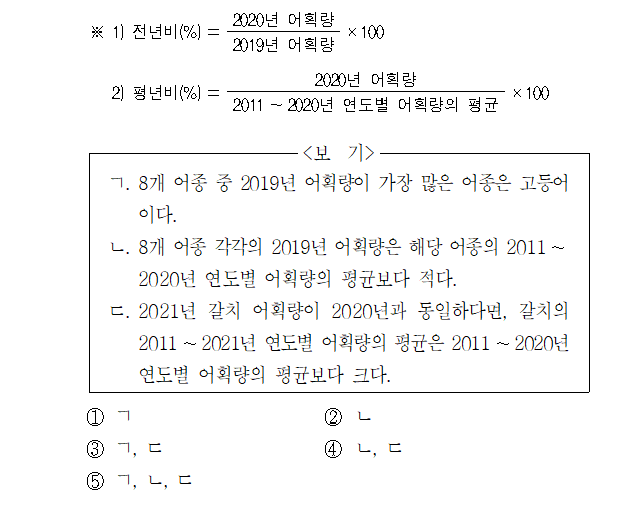 ※ 1) 전년비(%) = 2020년 어획량 / 2019년 어획량 × 100
2) 평년비(%) = 2020년 어획량 / 2011 ~ 2020년 연도별 어획량의 평균 × 100
<보 기>
ㄱ. 8개 어종 중 2019년 어획량이 가장 많은 어종은 고등어
이다.
ㄴ. 8개 어종 각각의 2019년 어획량은 해당 어종의 2011 ~
2020년 연도별 어획량의 평균보다 적다.
ㄷ. 2021년 갈치 어획량이 2020년과 동일하다면, 갈치의
2011 ~ 2021년 연도별 어획량의 평균은 2011 ~ 2020년
연도별 어획량의 평균보다 크다.
① ㄱ ② ㄴ
③ ㄱ, ㄷ ④ ㄴ, ㄷ
⑤ ㄱ, ㄴ, ㄷ